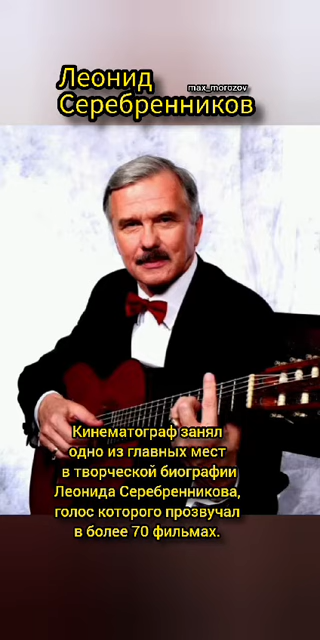 Леонид
max_morozov
Серебренников
Кинематограф занял
одно из главных мест
в творческой биографии
Леонида Серебренникова,
голос которого прозвучал
в более 70 фильмах.